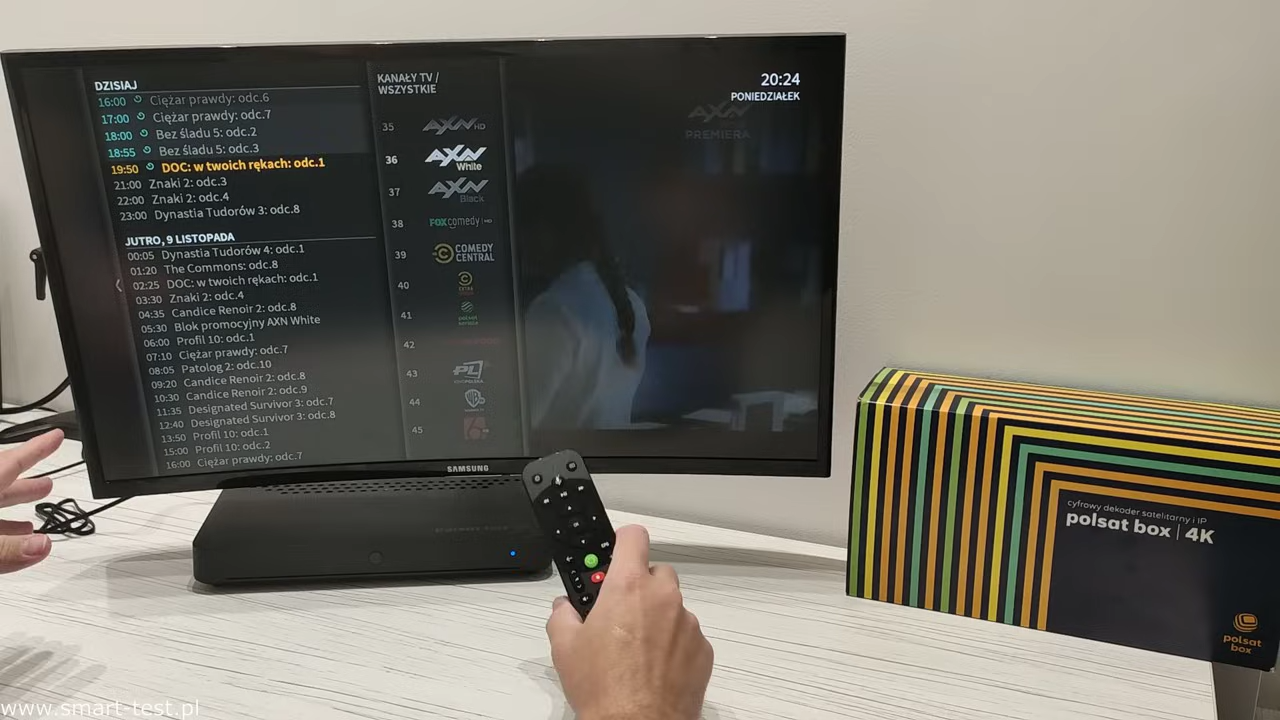 DZISIAJ
16:00 Ciężar prawdy: odc.6
17:00 Ciężar prawdy: odc.7
18:00 Bez śladu 5: odc.2
18:55 Bez śladu 5: odc.3
19:50 DOC: w twoich rękach: odc.1
21:00 Znaki 2: odc.3
22:00 Znaki 2: odc.4
23:00 Dynastia Tudorów 3: odc.8
JUTRO, 9 LISTOPADA
00:05 Dynastia Tudorów 4: odc.1
01:20 The Commons: odc.8
02:25 DOC: w twoich rękach: odc.1
03:30 Znaki 2: odc.4
04:35 Candice Renoir 2: odc.8
05:30 Blok promocyjny AXN White
06:00 Profil 10: odc.1
07:10 Ciężar prawdy: odc.7
08:05 Patolog 2: odc.10
09:20 Candice Renoir 2: odc.8
10:30 Candice Renoir 2: odc.9
11:35 Designated Survivor 3: odc.7
12:40 Designated Survivor 3: odc.8
13:50 Profil 10: odc.1
15:00 Profil 10: odc.2
16:00 Ciężar prawdy: odc.7
KANAŁY TV /
WSZYSTKIE
35 AXN HD
36 AXN White
37 AXN Black
38 FOX comedy HD
39 COMEDY CENTRAL
40 EXTRA
41
42
43 PL
44 WB
45 6
20:24
PONIEDZIAŁEK
AXN
PREMIERA
SAMSUNG
cyfrowy dekoder satelitarny i IP
polsat box | 4K
polsat
box
www.smart-test.pl